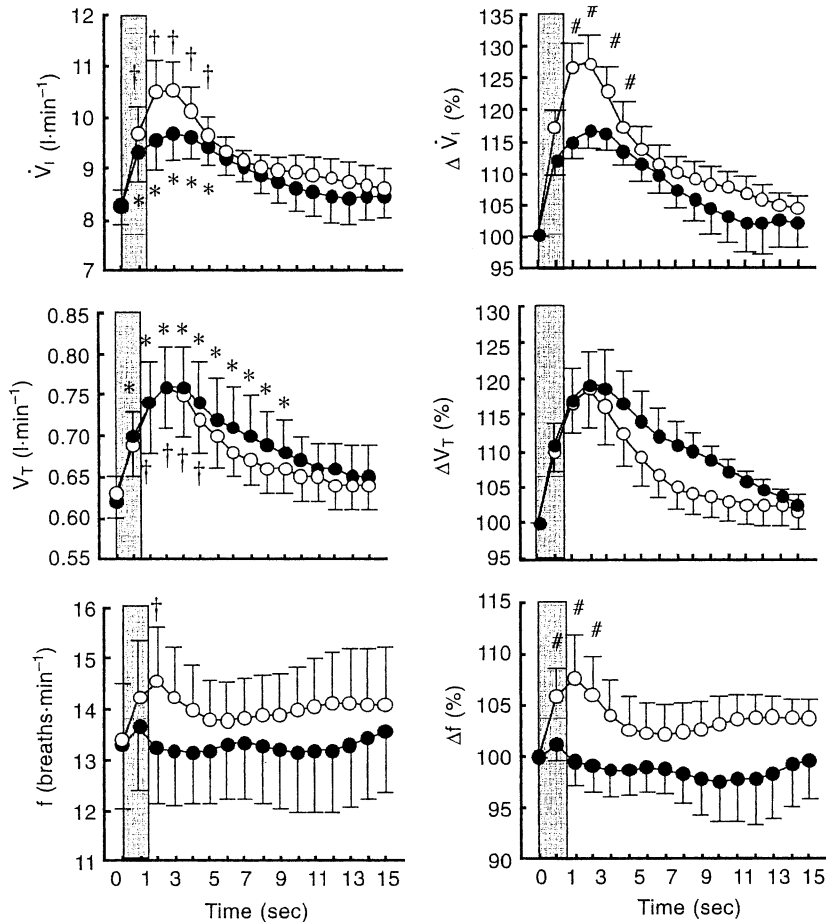 12
11
10
9
8
7
V̇I (l·min−1)
† † † † †
* * * * *
135
130
125
120
115
110
105
100
95
Δ V̇I (%)
# # # #
0.85
0.80
0.75
0.70
0.65
0.60
0.55
VT (l·min−1)
* * * * * * * * * *
† † † †
130
125
120
115
110
105
100
95
ΔVT (%)
16
15
14
13
12
11
f (breaths·min−1)
†
0 1 3 5 7 9 11 13 15
Time (sec)
115
110
105
100
95
90
Δf (%)
# # #
0 1 3 5 7 9 11 13 15
Time (sec)